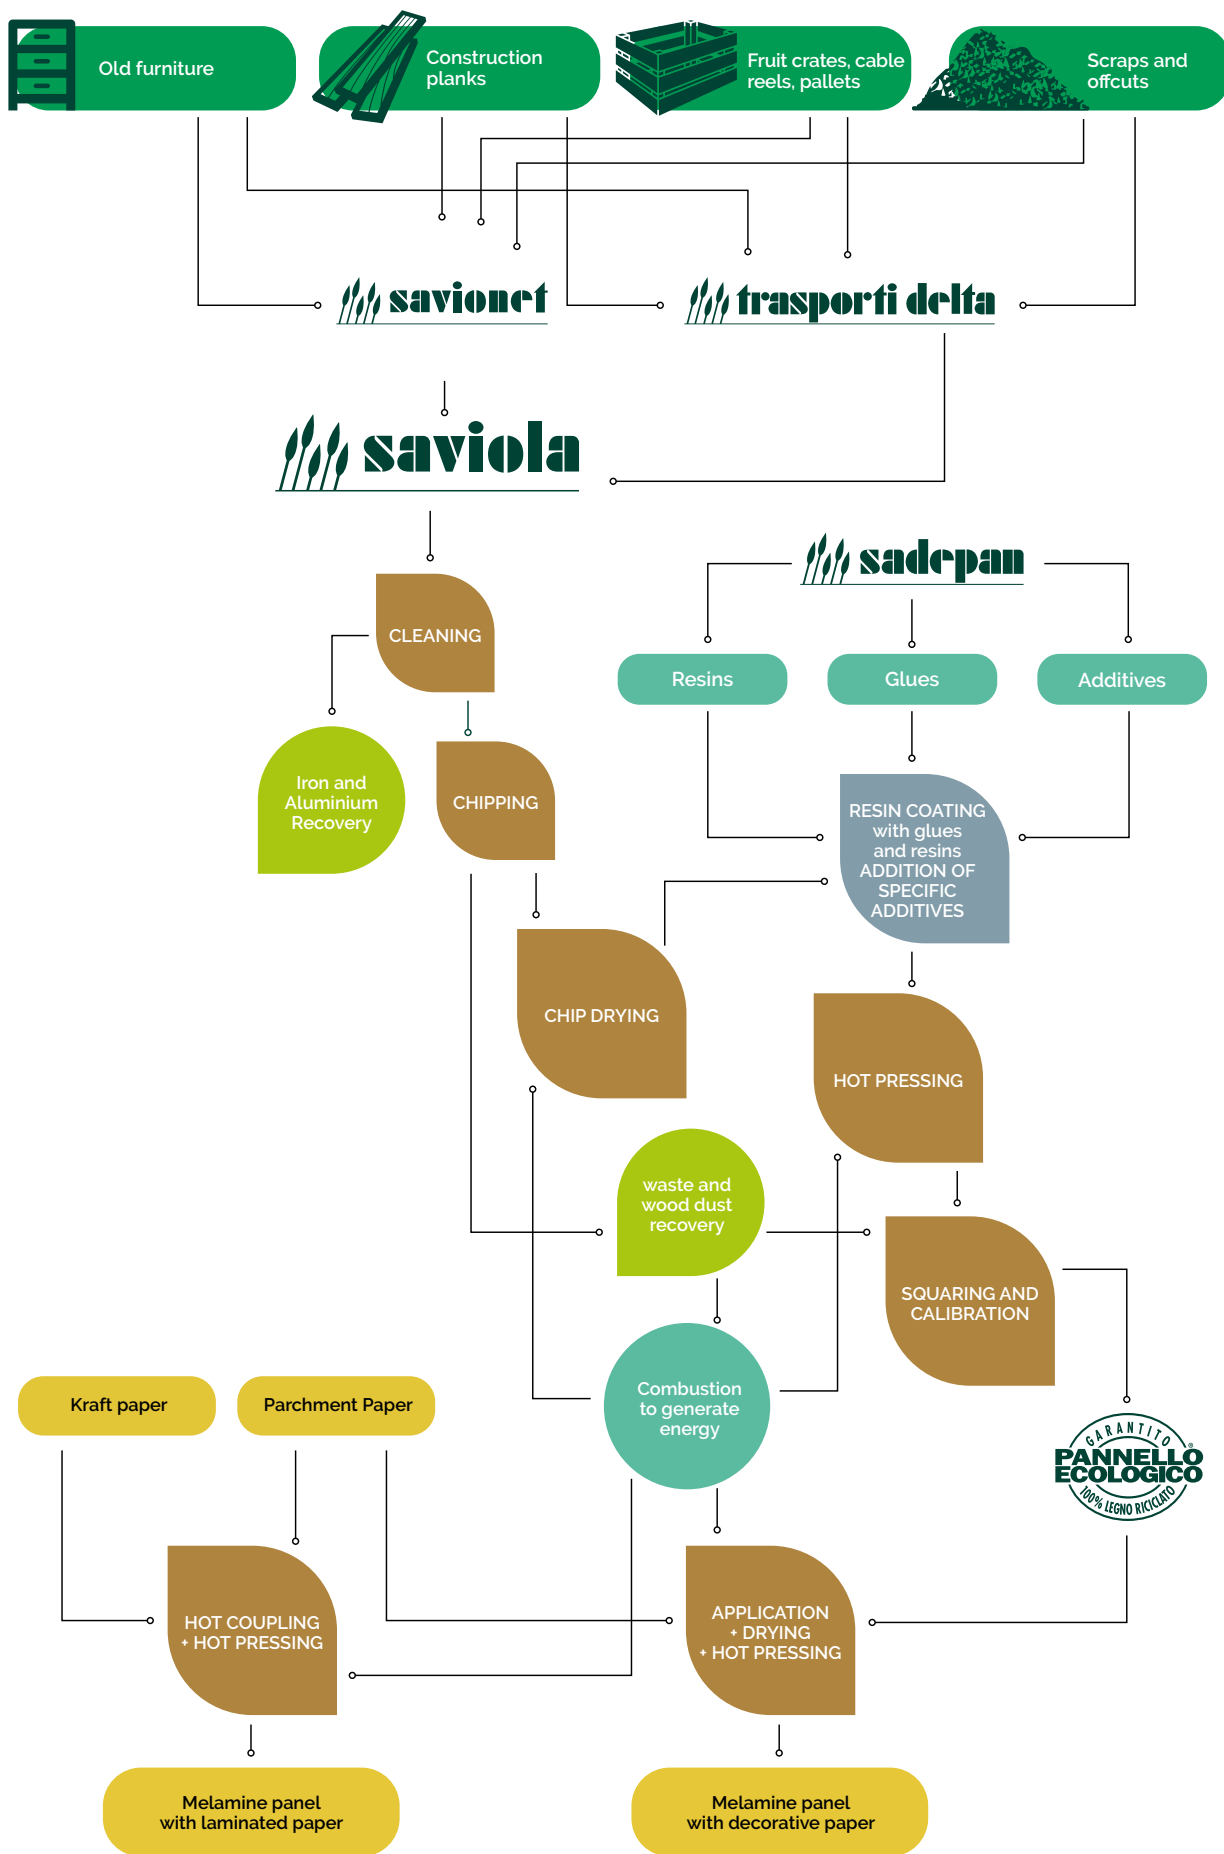 Old furniture
Construction
planks
Fruit crates, cable
reels, pallets
Scraps and
offcuts
savionet
trasporti delta
saviola
sadepan
CLEANING
Resins
Glues
Additives
Iron and
Aluminium
Recovery
CHIPPING
RESIN COATING
with glues
and resins
ADDITION OF
SPECIFIC
ADDITIVES
CHIP DRYING
HOT PRESSING
waste and
wood dust
recovery
SQUARING AND
CALIBRATION
Combustion
to generate
energy
Kraft paper
Parchment Paper
GARANTITO
PANNELLO®
ECOLOGICO
100% LEGNO RICICLATO
HOT COUPLING
+ HOT PRESSING
APPLICATION
+ DRYING
+ HOT PRESSING
Melamine panel
with laminated paper
Melamine panel
with decorative paper